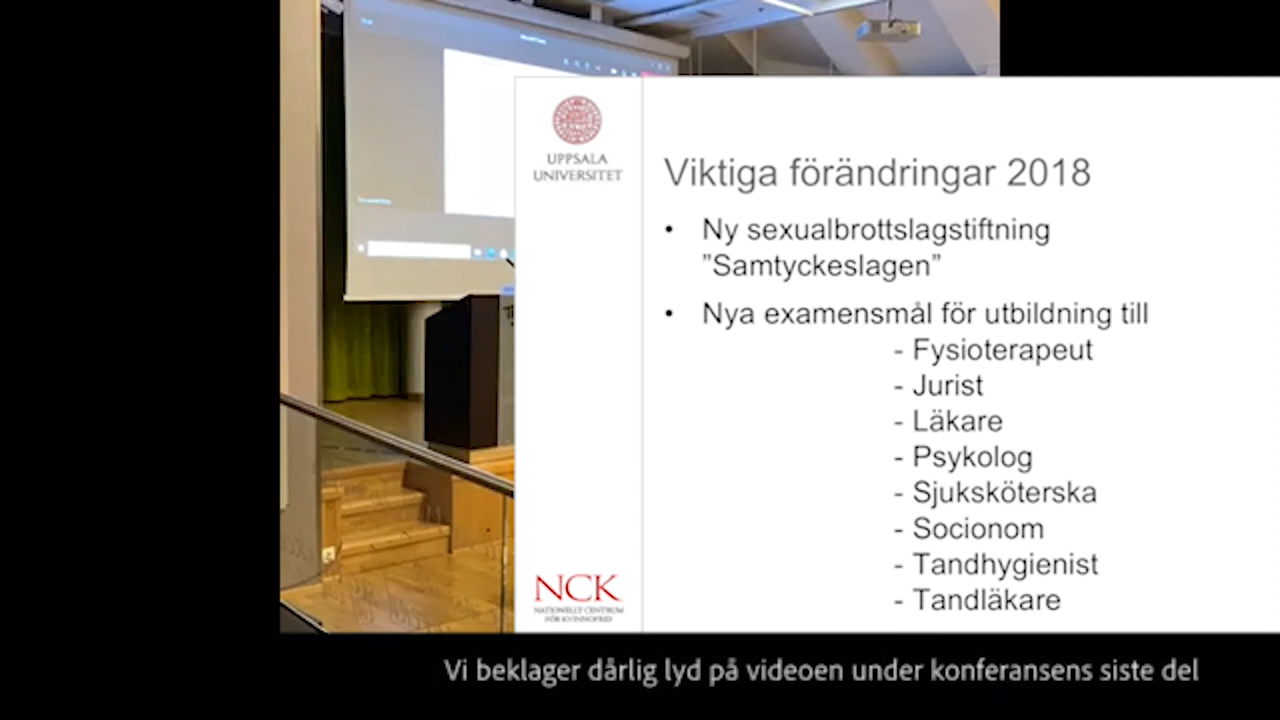 UPPSALA
UNIVERSITET
Viktiga förändringar 2018
• Ny sexualbrottslagstiftning
”Samtyckeslagen”
• Nya examensmål för utbildning till
- Fysioterapeut
- Jurist
- Läkare
- Psykolog
- Sjuksköterska
- Socionom
- Tandhygienist
- Tandläkare
NCK
NATIONELLT CENTRUM
FÖR KVINNOFRID
Vi beklager dårlig lyd på videoen under konferansens siste del